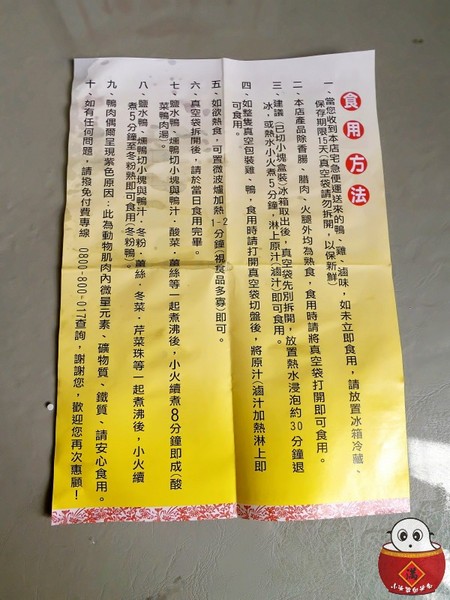 食用方法
一、當您收到本店宅急便運送來的鴨、雞、滷味，如未立即食用，請放置冰箱冷藏、
保存期限15天(真空袋請勿拆開，以保新鮮)
二、本店產品除香腸、腊肉、火腿外均為熟食，食用時請將真空袋打開即可食用。
三、建議：已切小塊盒裝，冰箱取出後，真空袋先別拆開，放置熱水浸泡約30分鐘退
冰，或熱水小火煮5分鐘，淋上原汁(滷汁)即可食用。
四、如整隻真空包裝雞、鴨，食用時請打開真空袋切盤後，將原汁(滷汁加熱淋上即
可食用。
五、如欲熱食，可置微波爐加熱1-2分鐘(視食品多寡)即可。
六、真空袋拆開後，請於當日食用完畢。
七、鹽水鴨、燻鴨切小塊與鴨汁，酸菜，薑絲等一起煮沸後，小火續煮8分鐘即成(酸
菜鴨肉湯)。
八、鹽水鴨、燻鴨切小塊與鴨汁，冬粉，薑絲．冬菜．芹菜珠等一起煮沸後，小火續
煮5分鐘至冬粉熟即可食用(冬粉鴨)。
九、鴨肉偶爾呈現紫色原因：此為動物肌肉內微量元素、礦物質、鐵質、請安心食用。
十、如有任何問題，請撥免付費專線 0800-800-017查詢，謝謝您，歡迎您再次惠顧！